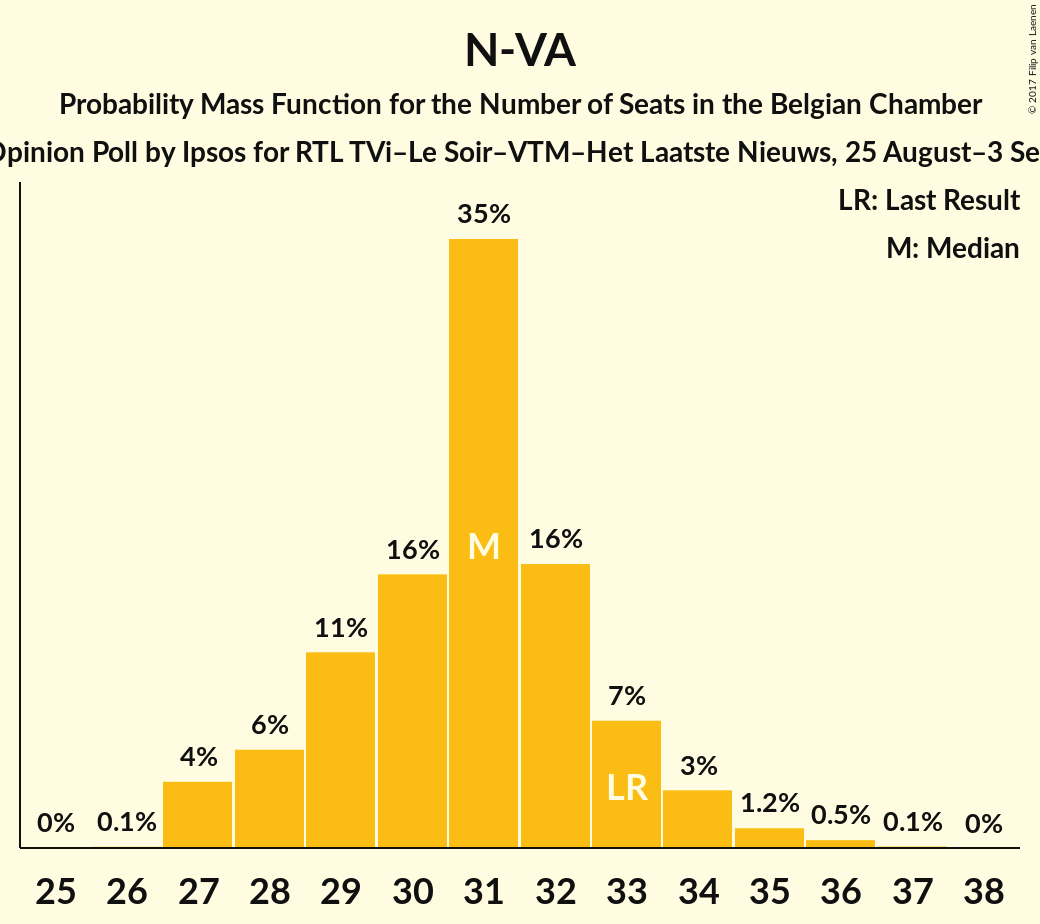 N-VA
Probability Mass Function for the Number of Seats in the Belgian Chamber
Opinion Poll by Ipsos for RTL TVi–Le Soir–VTM–Het Laatste Nieuws, 25 August–3 Se
© 2017 Filip van Laenen
LR: Last Result
M: Median
0% 0.1% 4% 6% 11% 16% 35% 16% 7% 3% 1.2% 0.5% 0.1% 0%
M
LR
25 26 27 28 29 30 31 32 33 34 35 36 37 38